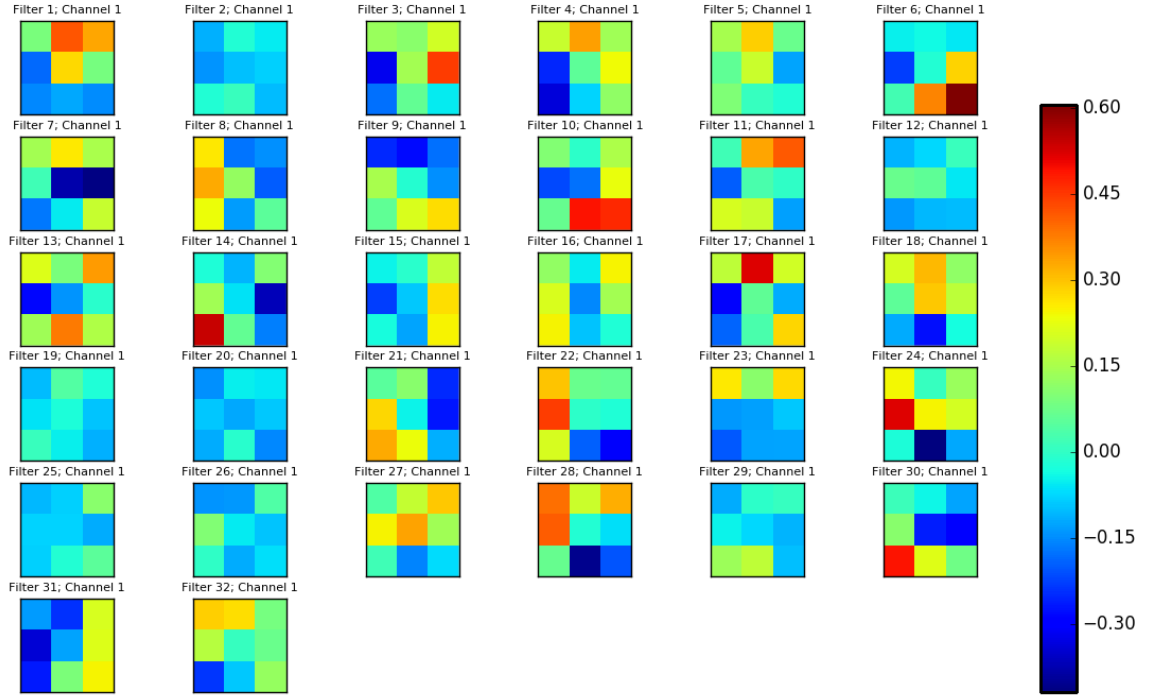 Filter 1; Channel 1
Filter 2; Channel 1
Filter 3; Channel 1
Filter 4; Channel 1
Filter 5; Channel 1
Filter 6; Channel 1
Filter 7; Channel 1
Filter 8; Channel 1
Filter 9; Channel 1
Filter 10; Channel 1
Filter 11; Channel 1
Filter 12; Channel 1
Filter 13; Channel 1
Filter 14; Channel 1
Filter 15; Channel 1
Filter 16; Channel 1
Filter 17; Channel 1
Filter 18; Channel 1
Filter 19; Channel 1
Filter 20; Channel 1
Filter 21; Channel 1
Filter 22; Channel 1
Filter 23; Channel 1
Filter 24; Channel 1
Filter 25; Channel 1
Filter 26; Channel 1
Filter 27; Channel 1
Filter 28; Channel 1
Filter 29; Channel 1
Filter 30; Channel 1
Filter 31; Channel 1
Filter 32; Channel 1
0.60
0.45
0.30
0.15
0.00
−0.15
−0.30